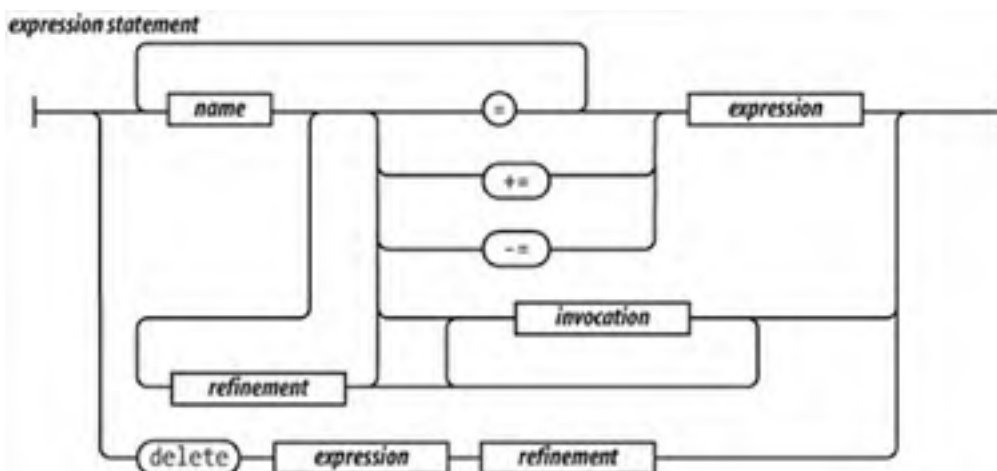 expression statement
name = expression
+=
-=
invocation
refinement
delete expression refinement